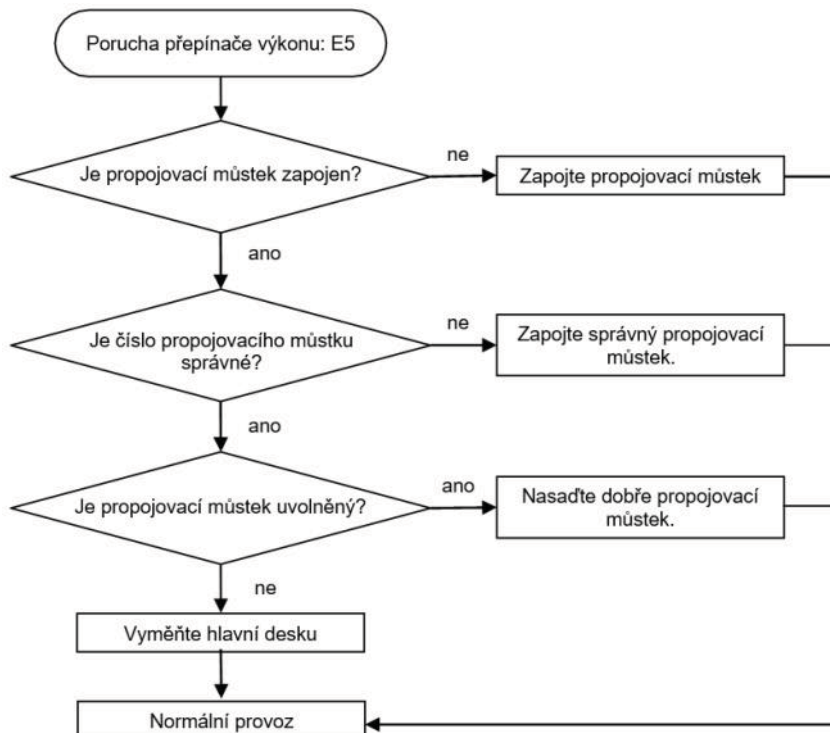 Porucha přepínače výkonu: E5
Je propojovací můstek zapojen?
ne
Zapojte propojovací můstek
ano
Je číslo propojovacího můstku
správné?
ne
Zapojte správný propojovací
můstek.
ano
Je propojovací můstek uvolněný?
ano
Nasaďte dobře propojovací
můstek.
ne
Vyměňte hlavní desku
Normální provoz